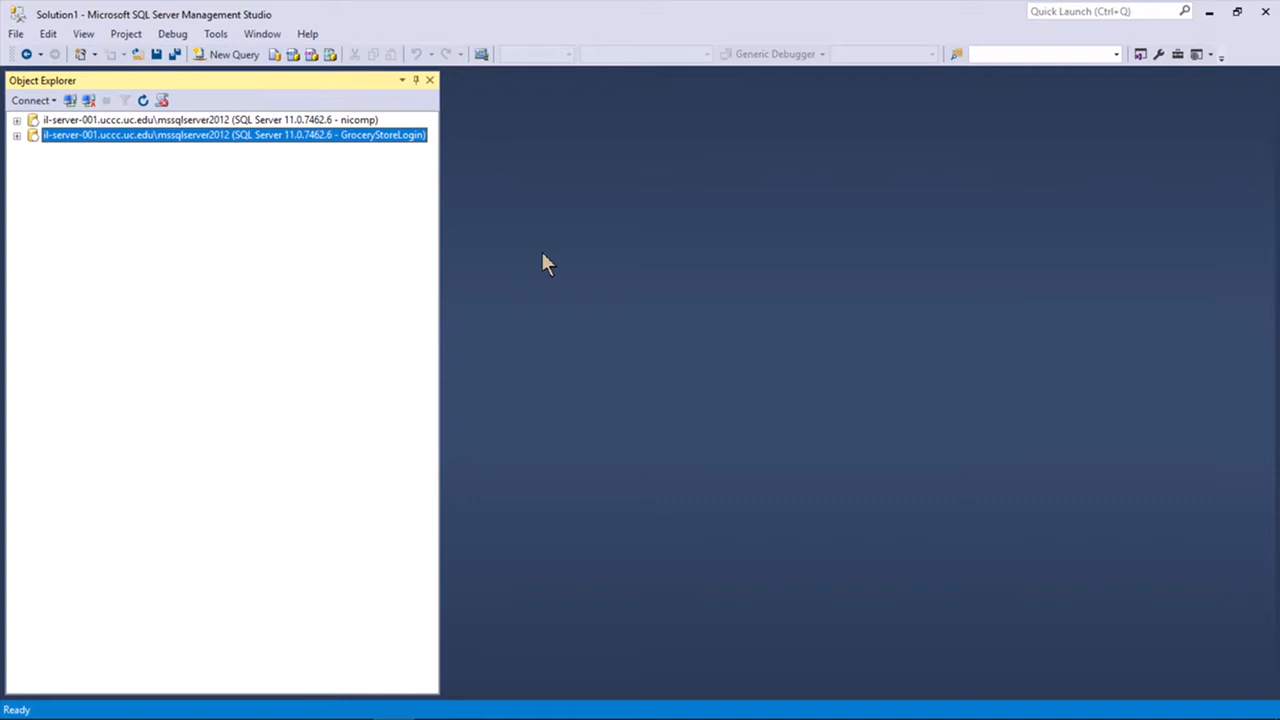 Solution1 - Microsoft SQL Server Management Studio
Quick Launch (Ctrl+Q)
File Edit View Project Debug Tools Window Help
New Query
Generic Debugger
Object Explorer
Connect
il-server-001.uccc.uc.edu\mssqlserver2012 (SQL Server 11.0.7462.6 - nicomp)
il-server-001.uccc.uc.edu\mssqlserver2012 (SQL Server 11.0.7462.6 - GroceryStoreLogin)
Ready